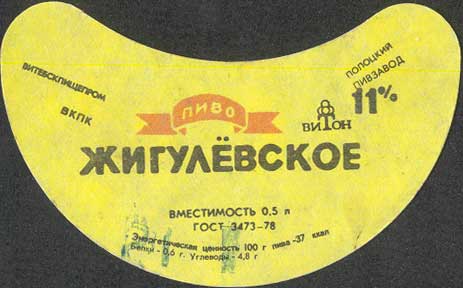 ВИТЕБСКПИЩЕПРОМ
ВКПК
ПИВО
ПОЛОЦКИЙ
ПИВЗАВОД
11%
ВИТОН
ЖИГУЛЁВСКОЕ
ВМЕСТИМОСТЬ 0,5 л
ГОСТ 3473-78
Энергетическая ценность 100 г пива -37 ккал
Белки - 0,6 г. Углеводы - 4,8 г